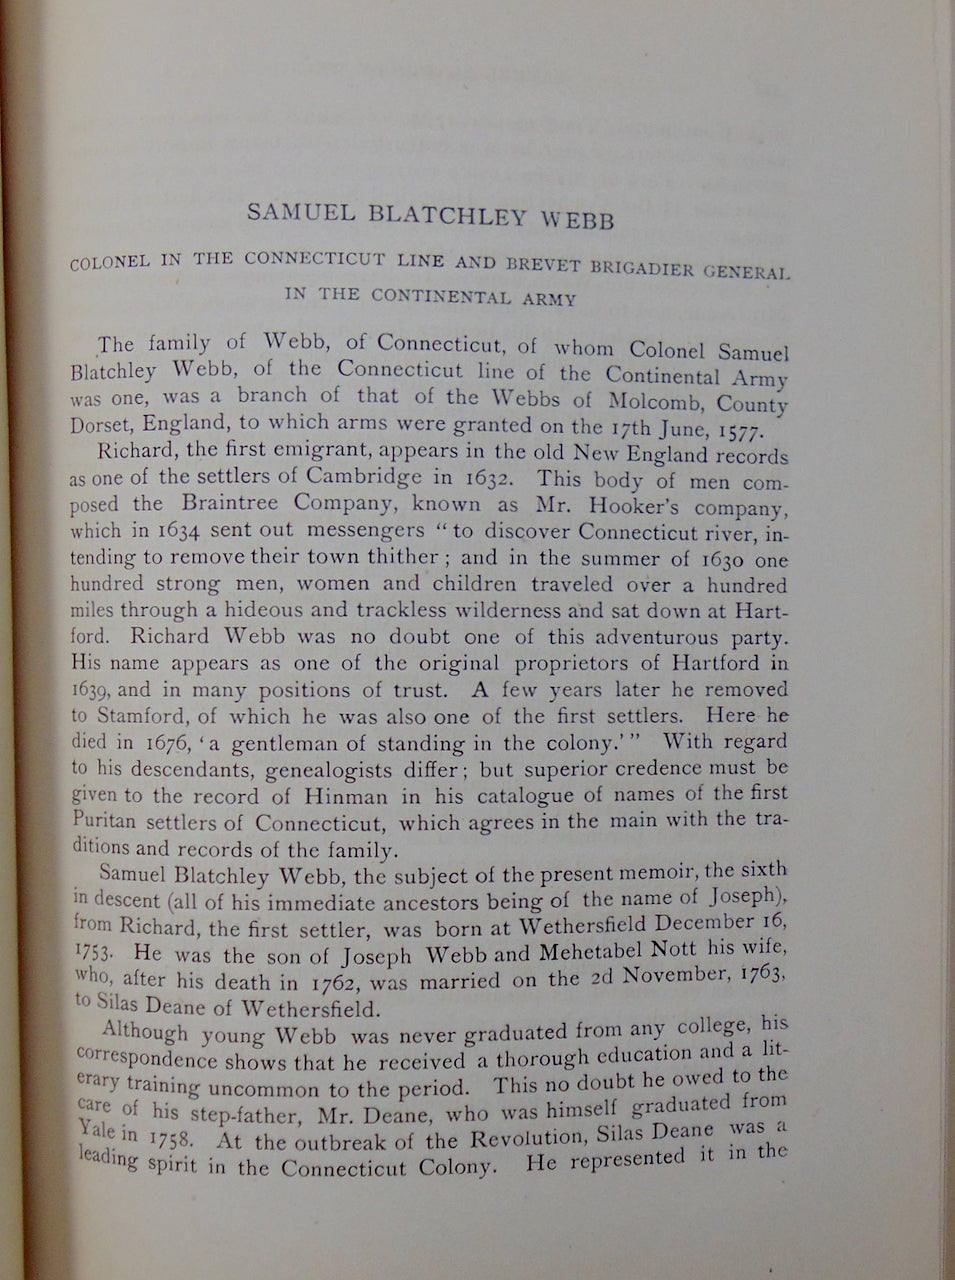 SAMUEL BLATCHLEY WEBB
COLONEL IN THE CONNECTICUT LINE AND BREVET BRIGADIER GENERAL
IN THE CONTINENTAL ARMY
The family of Webb, of Connecticut, of whom Colonel Samuel
Blatchley Webb, of the Connecticut line of the Continental Army
was one, was a branch of that of the Webbs of Molcomb, County
Dorset, England, to which arms were granted on the 17th June, 1577.
Richard, the first emigrant, appears in the old New England records
as one of the settlers of Cambridge in 1632. This body of men com-
posed the Braintree Company, known as Mr. Hooker's company,
which in 1634 sent out messengers “to discover Connecticut river, in-
tending to remove their town thither; and in the summer of 1630 one
hundred strong men, women and children traveled over a hundred
miles through a hideous and trackless wilderness and sat down at Hart-
ford. Richard Webb was no doubt one of this adventurous party.
His name appears as one of the original proprietors of Hartford in
1639, and in many positions of trust. A few years later he removed
to Stamford, of which he was also one of the first settlers. Here he
died in 1676, ‘a gentleman of standing in the colony.’” With regard
to his descendants, genealogists differ; but superior credence must be
given to the record of Hinman in his catalogue of names of the first
Puritan settlers of Connecticut, which agrees in the main with the tra-
ditions and records of the family.
Samuel Blatchley Webb, the subject of the present memoir, the sixth
in descent (all of his immediate ancestors being of the name of Joseph),
from Richard, the first settler, was born at Wethersfield December 16,
1753. He was the son of Joseph Webb and Mehetabel Nott his wife,
who, after his death in 1762, was married on the 2d November, 1763,
to Silas Deane of Wethersfield.
Although young Webb was never graduated from any college, his
correspondence shows that he received a thorough education and a lit-
erary training uncommon to the period. This no doubt he owed to the
care of his step-father, Mr. Deane, who was himself graduated from
Yale in 1758. At the outbreak of the Revolution, Silas Deane was a
leading spirit in the Connecticut Colony. He represented it in the